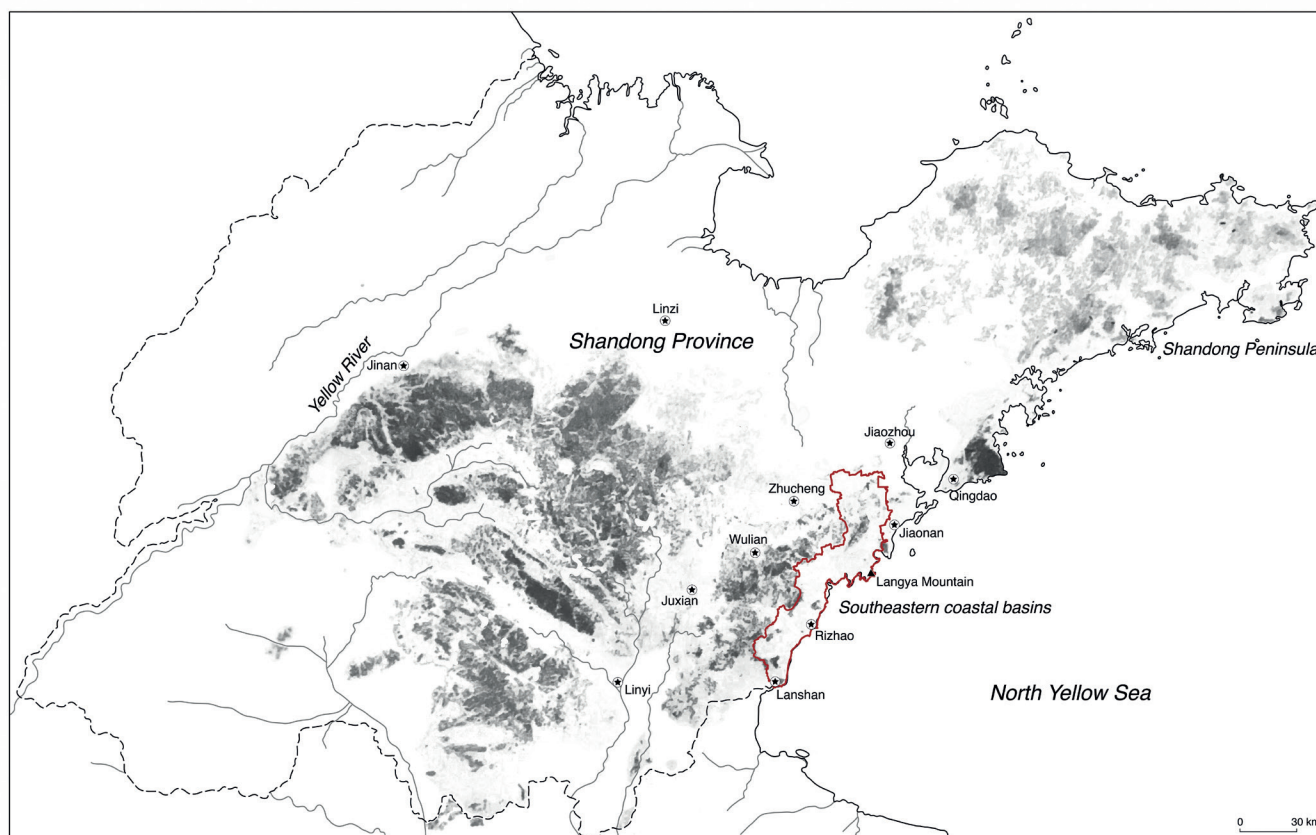 Linzi
Shandong Province
Yellow River
Jinan
Shandong Peninsula
Jiaozhou
Qingdao
Zhucheng
Jiaonan
Wulian
Langya Mountain
Juxian
Southeastern coastal basins
Rizhao
Linyi
Lanshan
North Yellow Sea
0 30 km